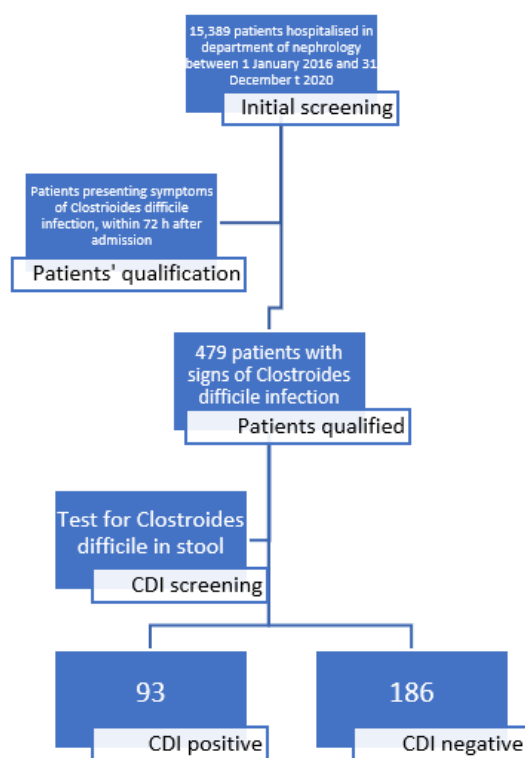 15,389 patients hospitalised in
department of nephrology
between 1 January 2016 and 31
December t 2020
Initial screening
Patients presenting symptoms
of Clostrioides difficile
infection, within 72 h after
admission
Patients' qualification
479 patients with
signs of Clostroides
difficile infection
Patients qualified
Test for Clostroides
difficile in stool
CDI screening
93
CDI positive
186
CDI negative